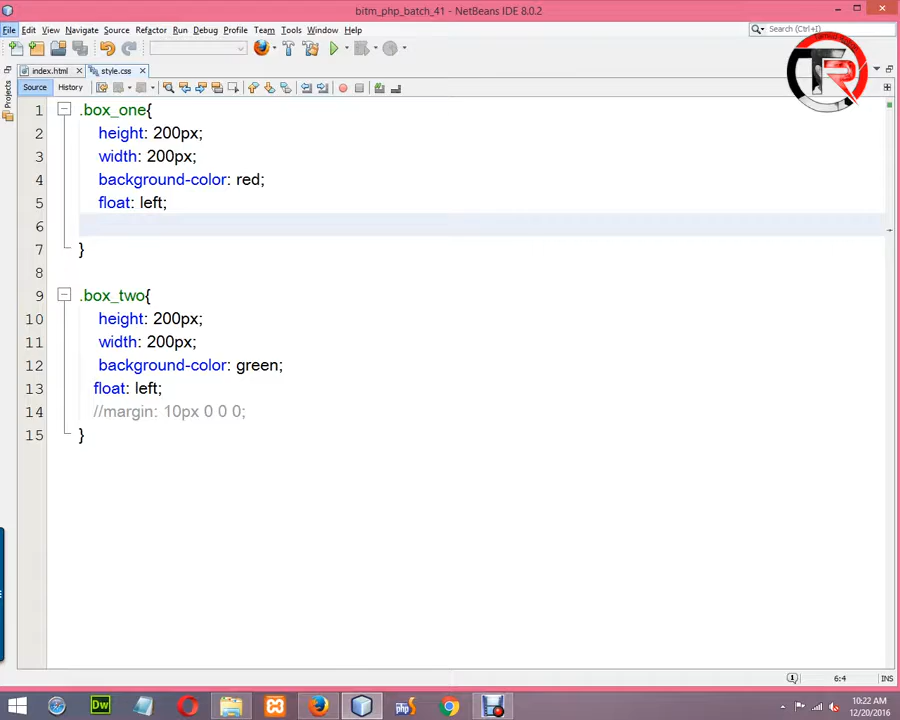 bitm_php_batch_41 - NetBeans IDE 8.0.2
File Edit View Navigate Source Refactor Run Debug Profile Team Tools Window Help
Search (Ctrl+I)
index.html style.css
Source History
Projects
1 .box_one{
2 height: 200px;
3 width: 200px;
4 background-color: red;
5 float: left;
6
7 }
8
9 .box_two{
10 height: 200px;
11 width: 200px;
12 background-color: green;
13 float: left;
14 //margin: 10px 0 0 0;
15 }
6:4 INS
Dw
php
10:22 AM
12/20/2016